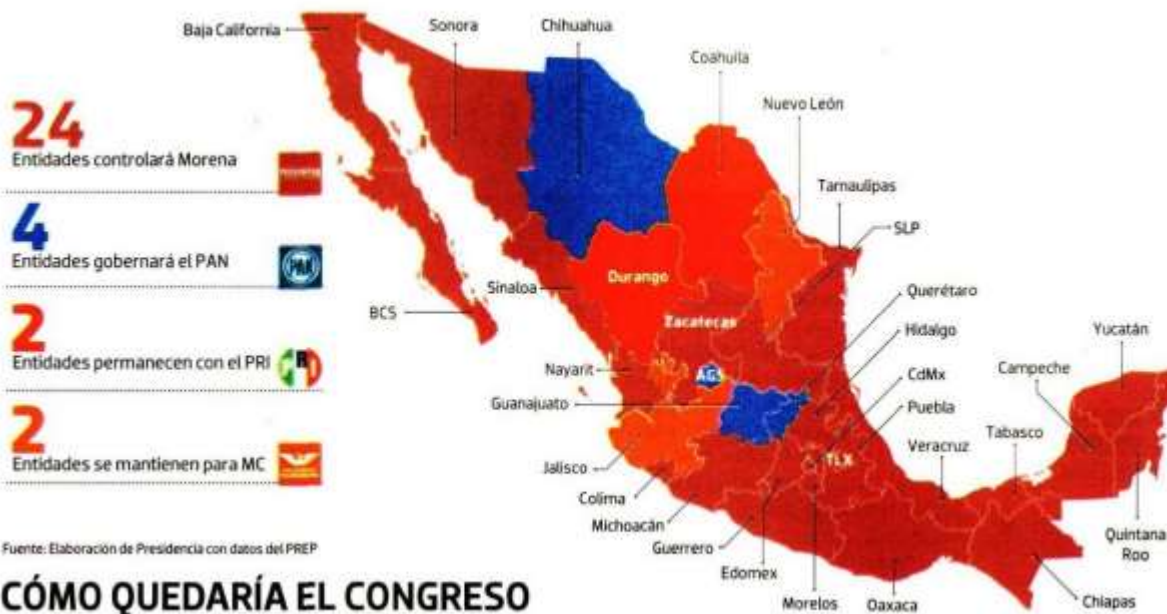 24
Entidades controlará Morena
4
Entidades gobernará el PAN
PAN
2
Entidades permanecen con el PRI
PRI
2
Entidades se mantienen para MC
Baja California
Sonora
Chihuahua
Coahuila
Nuevo León
Tamaulipas
SLP
Durango
Sinaloa
Zacatecas
BCS
Querétaro
Hidalgo
Yucatán
Nayarit
AGS
CdMx
Campeche
Guanajuato
Puebla
TLX
Veracruz
Tabasco
Jalisco
Colima
Michoacán
Guerrero
Quintana
Roo
Edomex
Morelos
Oaxaca
Chiapas
Fuente: Elaboración de Presidencia con datos del PREP
CÓMO QUEDARÍA EL CONGRESO